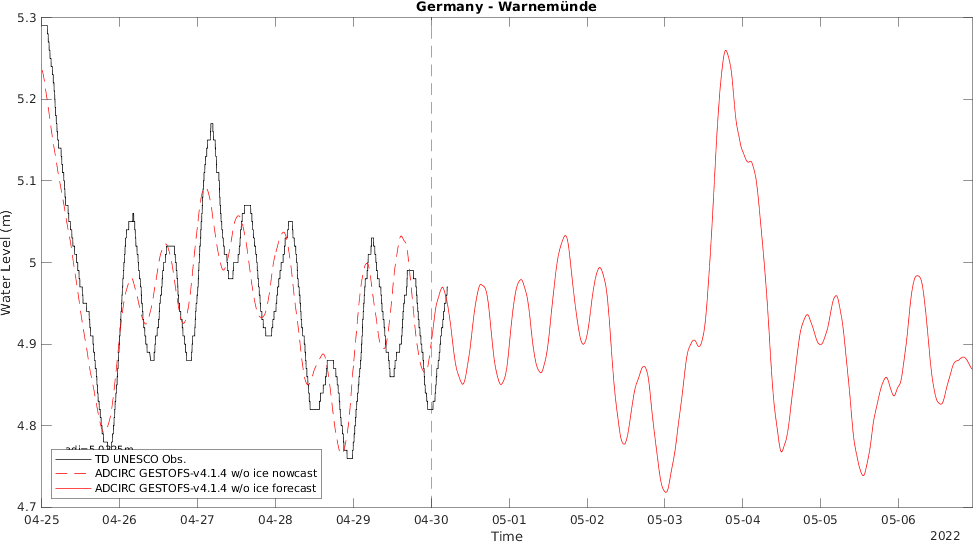 Germany - Warnemünde
5.3
5.2
5.1
5
4.9
4.8
4.7
Water Level (m)
TD UNESCO Obs.
ADCIRC GESTOFS-v4.1.4 w/o ice nowcast
ADCIRC GESTOFS-v4.1.4 w/o ice forecast
04-25 04-26 04-27 04-28 04-29 04-30 05-01 05-02 05-03 05-04 05-05 05-06
Time
2022